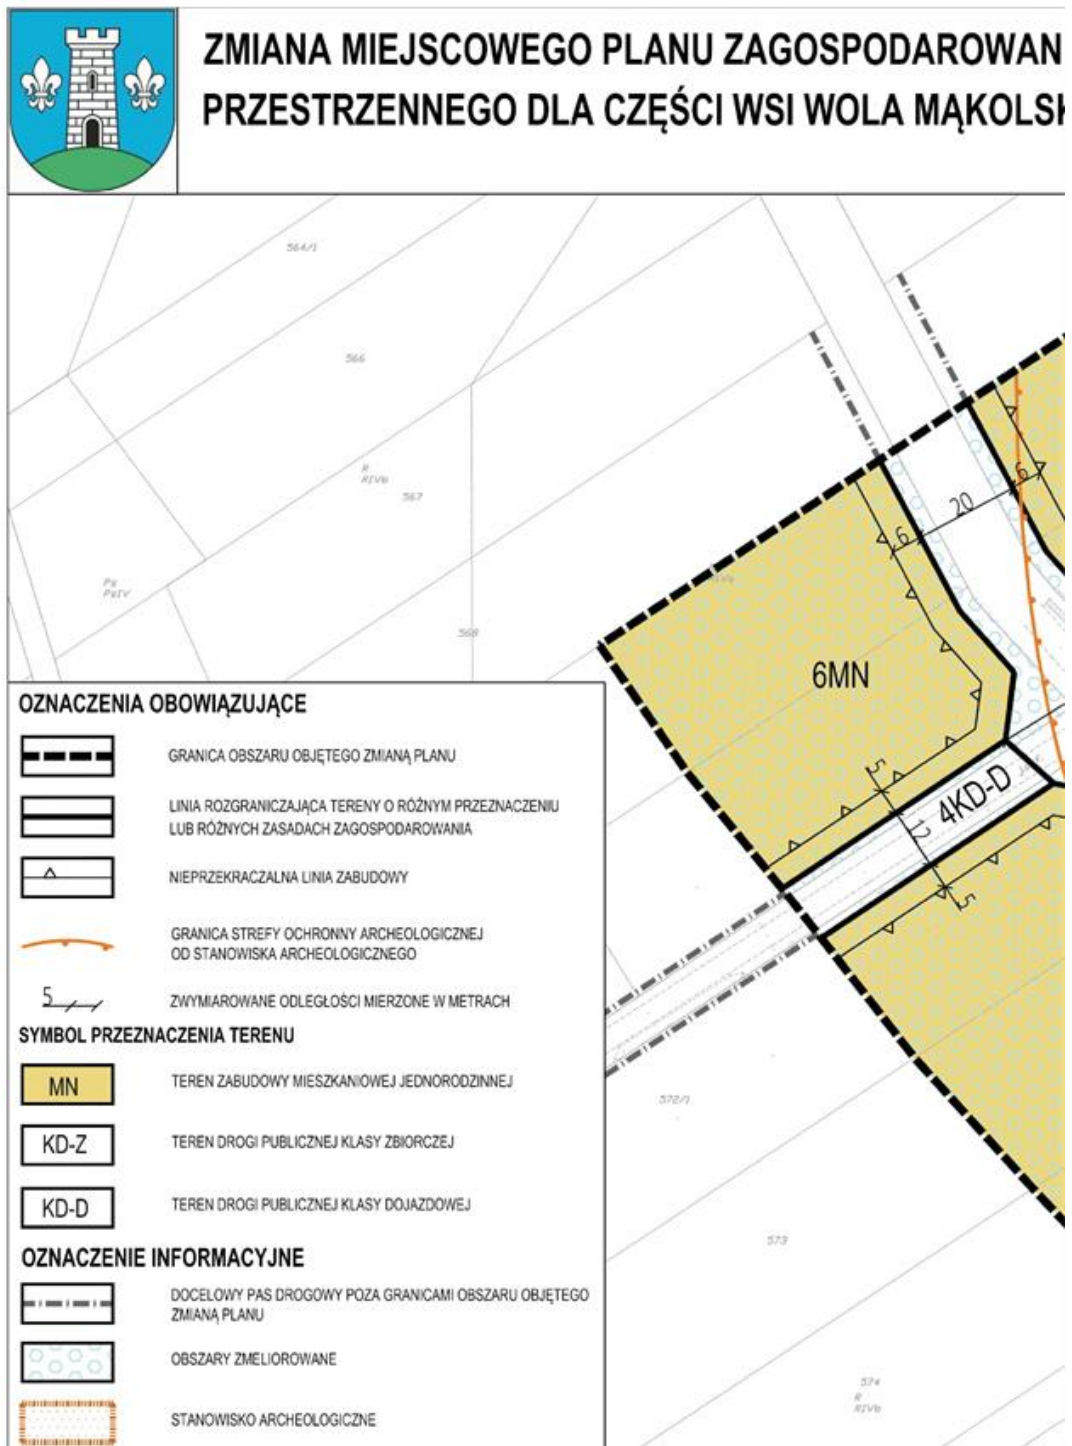 ZMIANA MIEJSCOWEGO PLANU ZAGOSPODAROWAN
PRZESTRZENNEGO DLA CZĘŚCI WSI WOLA MĄKOLSK
564/1
566
R
RIVb
567
Ps
PsIV
568
6
20
6
6MN
5
4KD-D
12
5
OZNACZENIA OBOWIĄZUJĄCE
GRANICA OBSZARU OBJĘTEGO ZMIANĄ PLANU
LINIA ROZGRANICZAJĄCA TERENY O RÓŻNYM PRZEZNACZENIU
LUB RÓŻNYCH ZASADACH ZAGOSPODAROWANIA
NIEPRZEKRACZALNA LINIA ZABUDOWY
GRANICA STREFY OCHRONNY ARCHEOLOGICZNEJ
OD STANOWISKA ARCHEOLOGICZNEGO
5 ZWYMIAROWANE ODLEGŁOŚCI MIERZONE W METRACH
SYMBOL PRZEZNACZENIA TERENU
MN TEREN ZABUDOWY MIESZKANIOWEJ JEDNORODZINNEJ
KD-Z TEREN DROGI PUBLICZNEJ KLASY ZBIORCZEJ
KD-D TEREN DROGI PUBLICZNEJ KLASY DOJAZDOWEJ
OZNACZENIE INFORMACYJNE
DOCELOWY PAS DROGOWY POZA GRANICAMI OBSZARU OBJĘTEGO
ZMIANĄ PLANU
OBSZARY ZMELIOROWANE
STANOWISKO ARCHEOLOGICZNE
572/1
573
574
R
RIVb